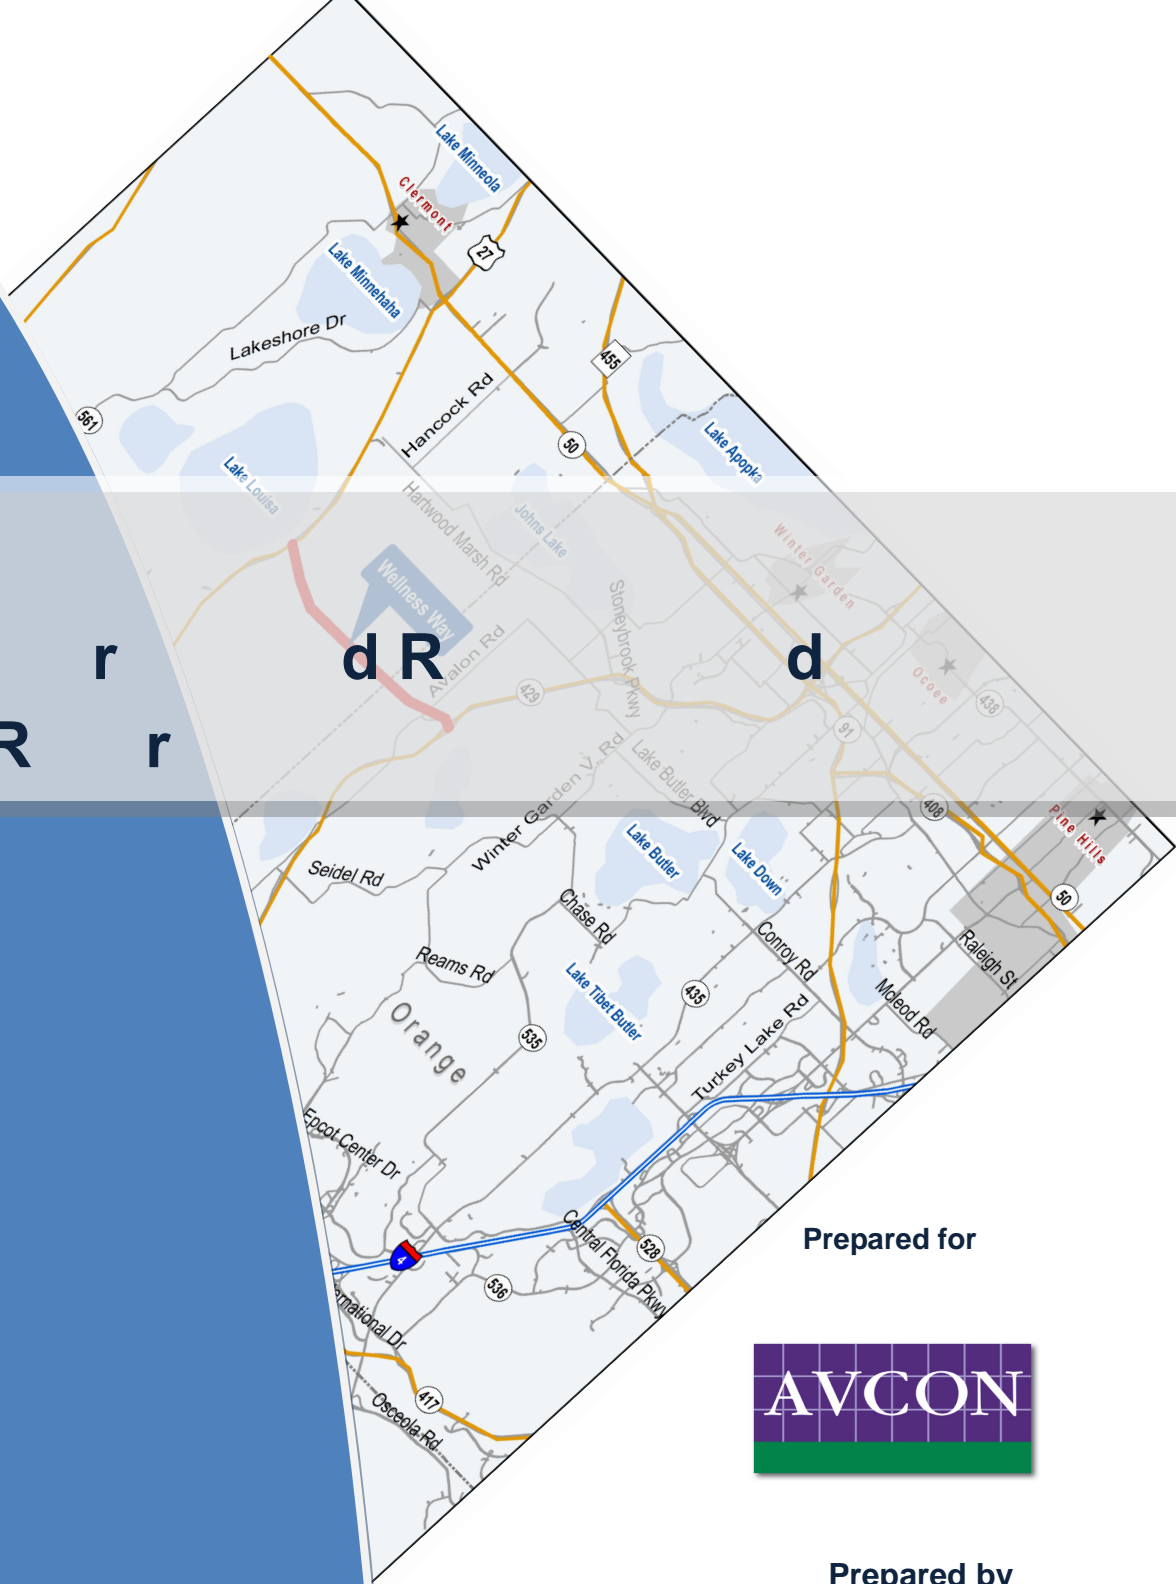 Lake Minneola
Clermont
27
Lake Minnehaha
Lakeshore Dr
455
561
Hancock Rd
50
Lake Apopka
Lake Louisa
Hartwood Marsh Rd
Johns Lake
Winter Garden
Wellness Way
Stoneybrook Pkwy
r d R d
Avalon Rd
Ocoee
429
438
91
R r
Winter Garden V. Rd
Lake Butler Blvd
408
Pine Hills
Lake Butler
Lake Down
Seidel Rd
50
Chase Rd
Conroy Rd
Raleigh St
Reams Rd
Lake Tibet Butler
435
Mcleod Rd
Orange
535
Turkey Lake Rd
Epcot Center Dr
Central Florida Pkwy
Prepared for
528
4
536
ernational Dr
AVCON
417
Osceola Rd
Prepared by